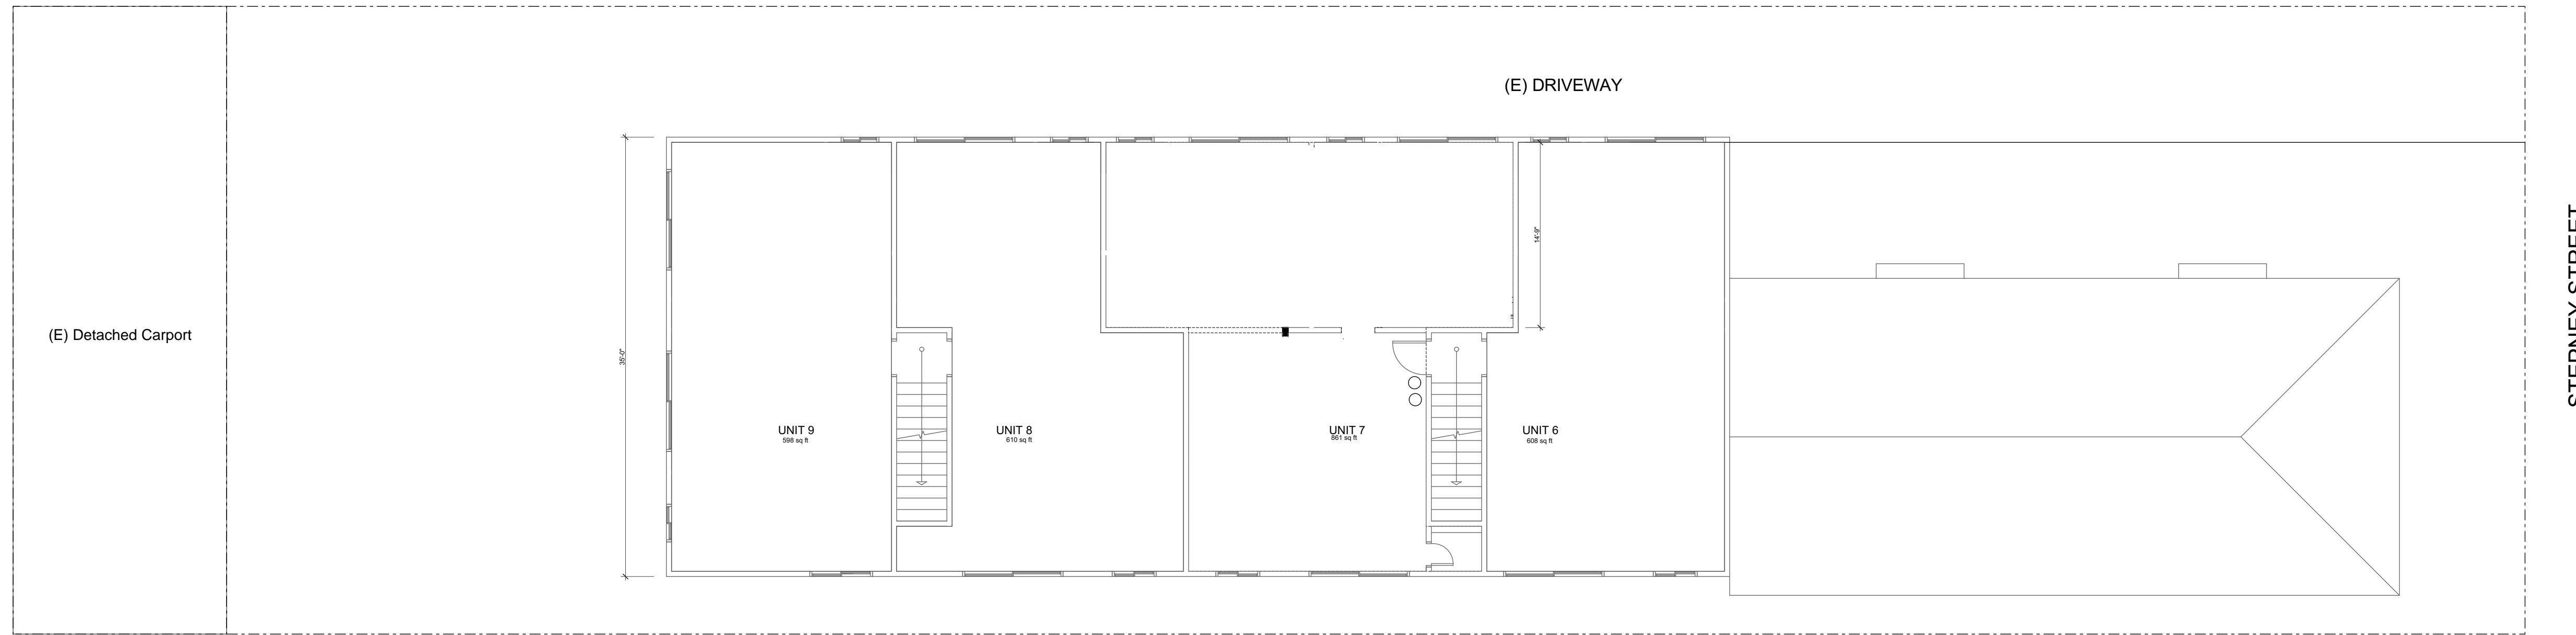 (E) DRIVEWAY
14'-9"
(E) Detached Carport
35'-0"
UNIT 9
598 sq ft
UNIT 8
610 sq ft
UNIT 7
861 sq ft
UNIT 6
608 sq ft
STREET